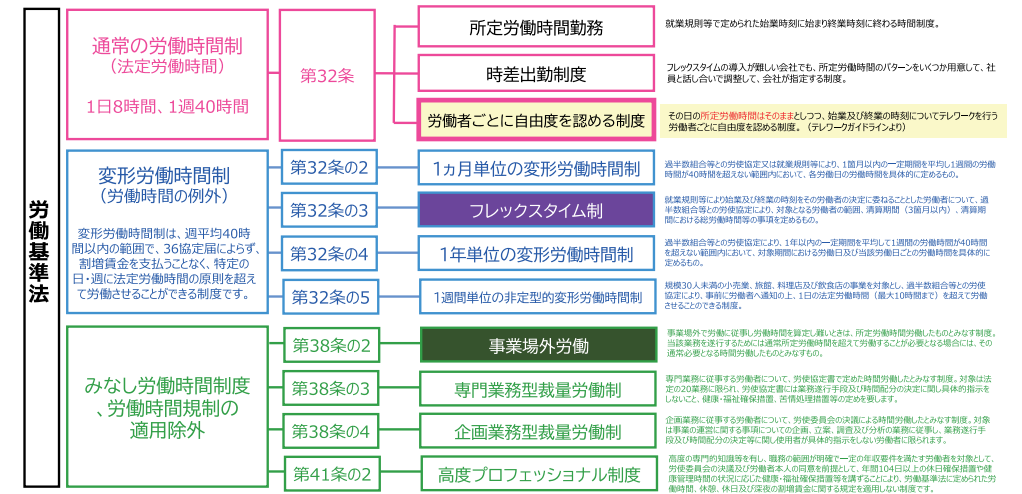 労働基準法
通常の労働時間制
（法定労働時間）
1日8時間、1週40時間
第32条
所定労働時間勤務
就業規則等で定められた始業時刻に始まり終業時刻に終わる時間制度。
時差出勤制度
フレックスタイムの導入が難しい会社でも、所定労働時間のパターンをいくつか用意して、社
員と話し合いで調整して、会社が指定する制度。
労働者ごとに自由度を認める制度
その日の所定労働時間はそのままとしつつ、始業及び終業の時刻についてテレワークを行う
労働者ごとに自由度を認める制度。（テレワークガイドラインより）
変形労働時間制
（労働時間の例外）
変形労働時間制は、週平均40時
間以内の範囲で、36協定届によらず、
割増賃金を支払うことなく、特定の
日・週に法定労働時間の原則を超え
て労働させることができる制度です。
第32条の2
1ヵ月単位の変形労働時間制
過半数組合等との労使協定又は就業規則等により、1箇月以内の一定期間を平均し1週間の労働
時間が40時間を超えない範囲内において、各労働日の労働時間を具体的に定めるもの。
第32条の3
フレックスタイム制
就業規則等により始業及び終業の時刻をその労働者の決定に委ねることとした労働者について、過
半数組合等との労使協定により、対象となる労働者の範囲、清算期間（3箇月以内）、清算期
間における総労働時間等の事項を定めるもの。
第32条の4
1年単位の変形労働時間制
過半数組合等との労使協定により、1年以内の一定期間を平均して1週間の労働時間が40時間
を超えない範囲内において、対象期間における労働日及び当該労働日ごとの労働時間を具体的に
定めるもの。
第32条の5
1週間単位の非定型的変形労働時間制
規模30人未満の小売業、旅館、料理店及び飲食店の事業を対象とし、過半数組合等との労使
協定により、事前に労働者へ通知の上、1日の法定労働時間（最大10時間まで）を超えて労働
させることのできる制度。
みなし労働時間制度
、労働時間規制の
適用除外
第38条の2
事業場外労働
事業場外で労働に従事し労働時間を算定し難いときは、所定労働時間労働したものとみなす制度。
当該業務を遂行するためには通常所定労働時間を超えて労働することが必要となる場合には、その
通常必要となる時間労働したものとみなすもの。
第38条の3
専門業務型裁量労働制
専門業務に従事する労働者について、労使協定書で定めた時間労働したとみなす制度。対象は法
定の20業務に限られ、労使協定書には業務遂行手段及び時間配分の決定に関し具体的指示を
しないこと、健康・福祉確保措置、苦情処理措置等の定めを要します。
第38条の4
企画業務型裁量労働制
企画業務に従事する労働者について、労使委員会の決議による時間労働したとみなす制度。対象
は事業の運営に関する事項についての企画、立案、調査及び分析の業務に従事し、業務遂行手
段及び時間配分の決定等に関し使用者が具体的指示をしない労働者に限られます。
第41条の2
高度プロフェッショナル制度
高度の専門的知識等を有し、職務の範囲が明確で一定の年収要件を満たす労働者を対象として、
労使委員会の決議及び労働者本人の同意を前提として、年間104日以上の休日確保措置や健
康管理時間の状況に応じた健康・福祉確保措置等を講ずることにより、労働基準法に定められた労
働時間、休憩、休日及び深夜の割増賃金に関する規定を適用しない制度です。